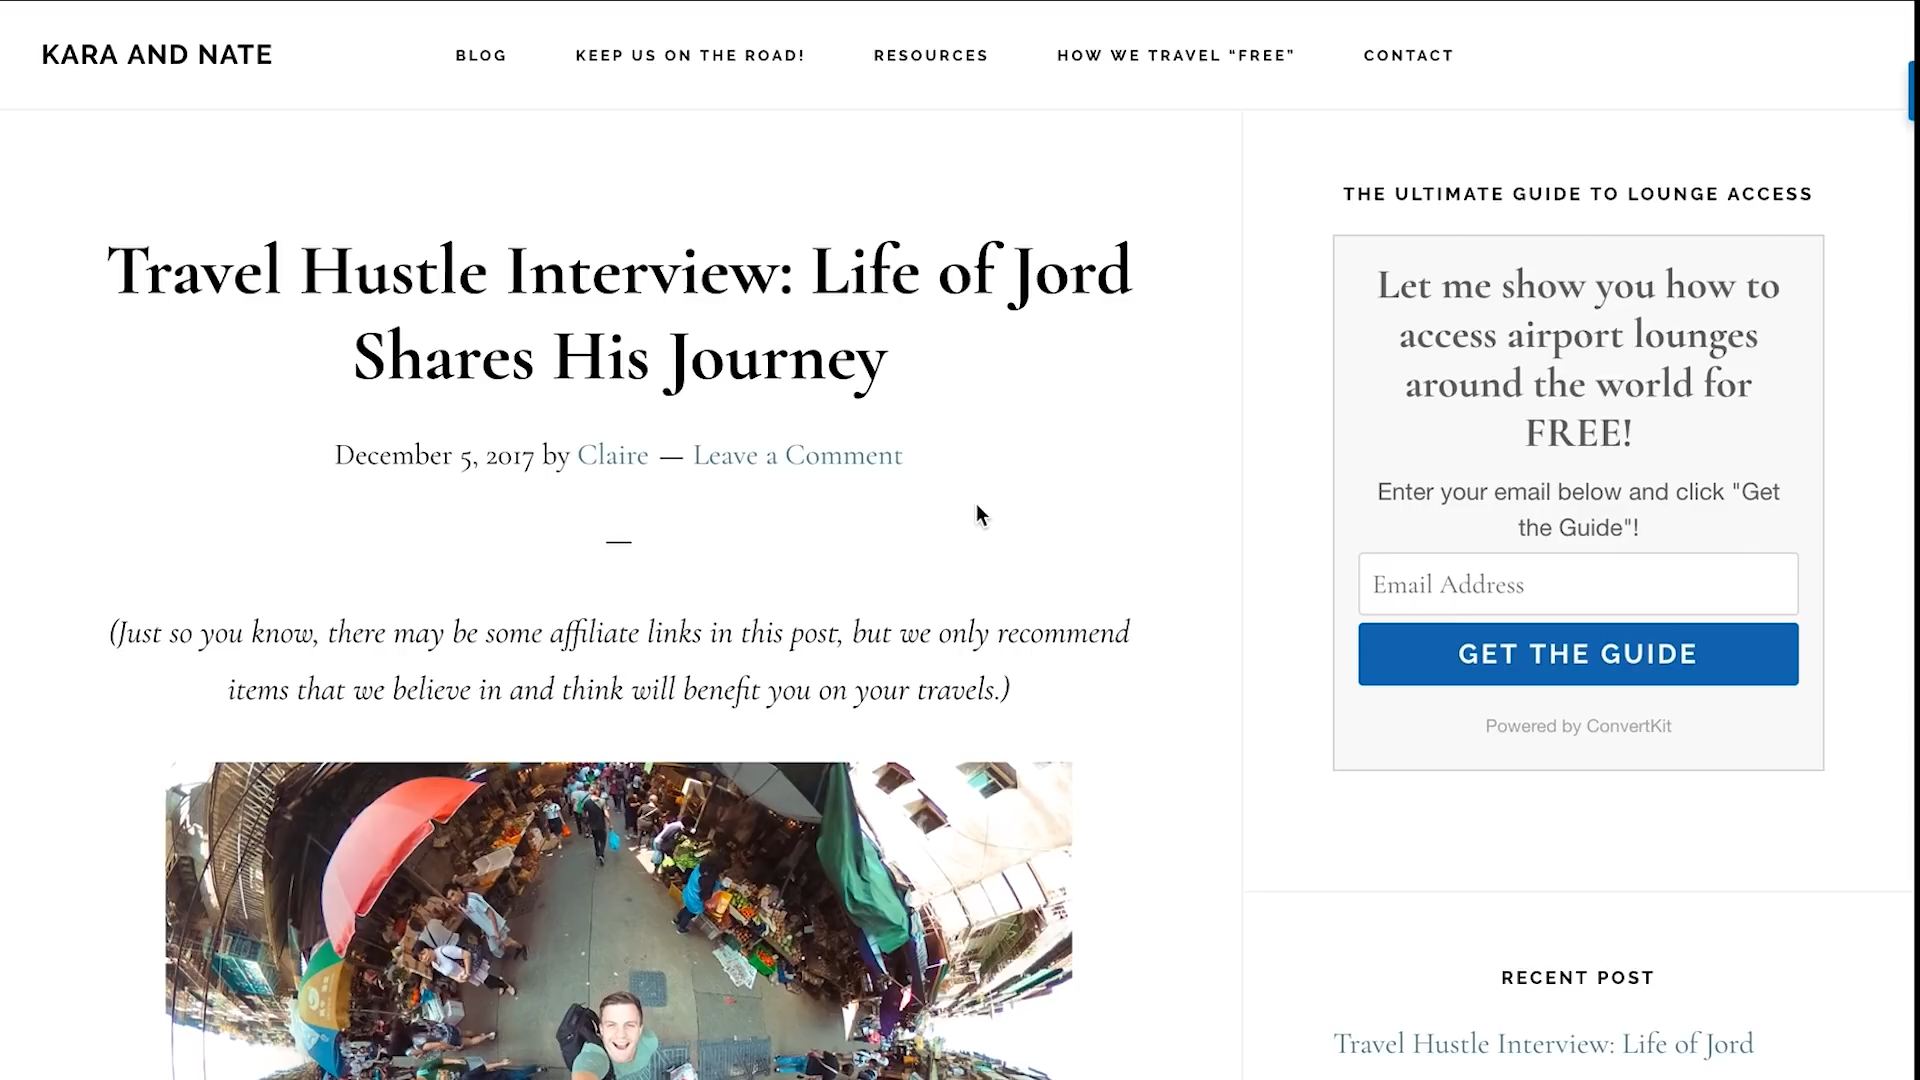 KARA AND NATE
BLOG
KEEP US ON THE ROAD!
RESOURCES
HOW WE TRAVEL “FREE”
CONTACT
Travel Hustle Interview: Life of Jord
Shares His Journey
December 5, 2017 by Claire — Leave a Comment
—
(Just so you know, there may be some affiliate links in this post, but we only recommend
items that we believe in and think will benefit you on your travels.)
THE ULTIMATE GUIDE TO LOUNGE ACCESS
Let me show you how to
access airport lounges
around the world for
FREE!
Enter your email below and click "Get
the Guide"!
Email Address
GET THE GUIDE
Powered by ConvertKit
RECENT POST
Travel Hustle Interview: Life of Jord